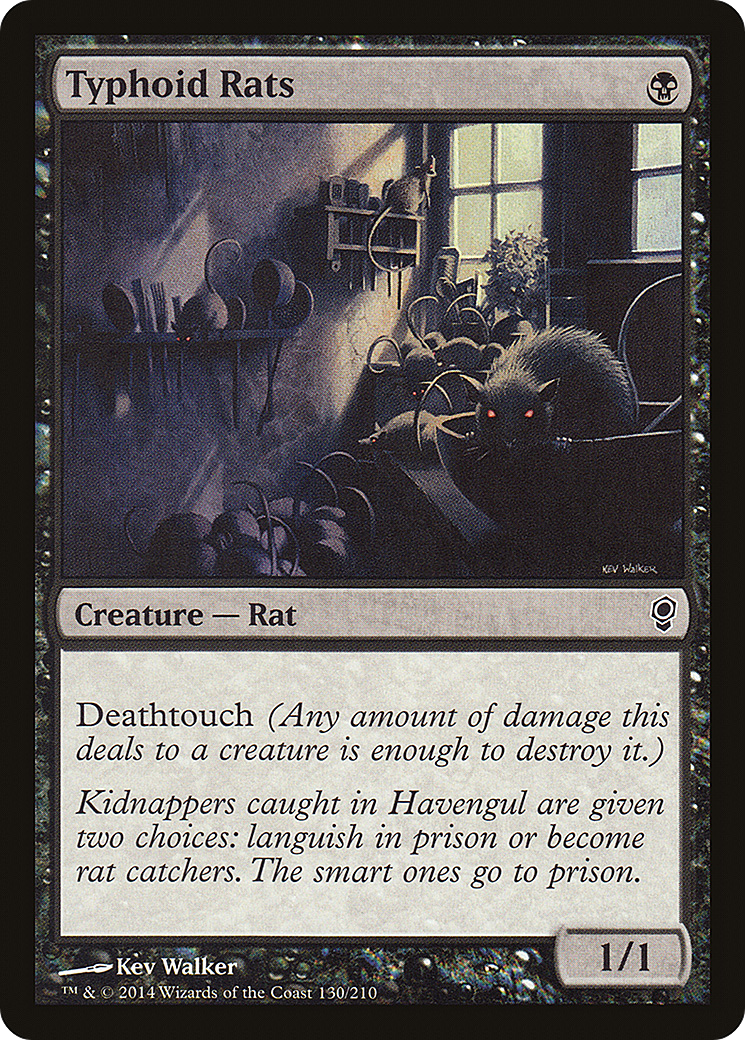 Typhoid Rats
KEV WALKER
Creature — Rat
Deathtouch (Any amount of damage this
deals to a creature is enough to destroy it.)
Kidnappers caught in Havengul are given
two choices: languish in prison or become
rat catchers. The smart ones go to prison.
1/1
Kev Walker
™ & © 2014 Wizards of the Coast 130/210